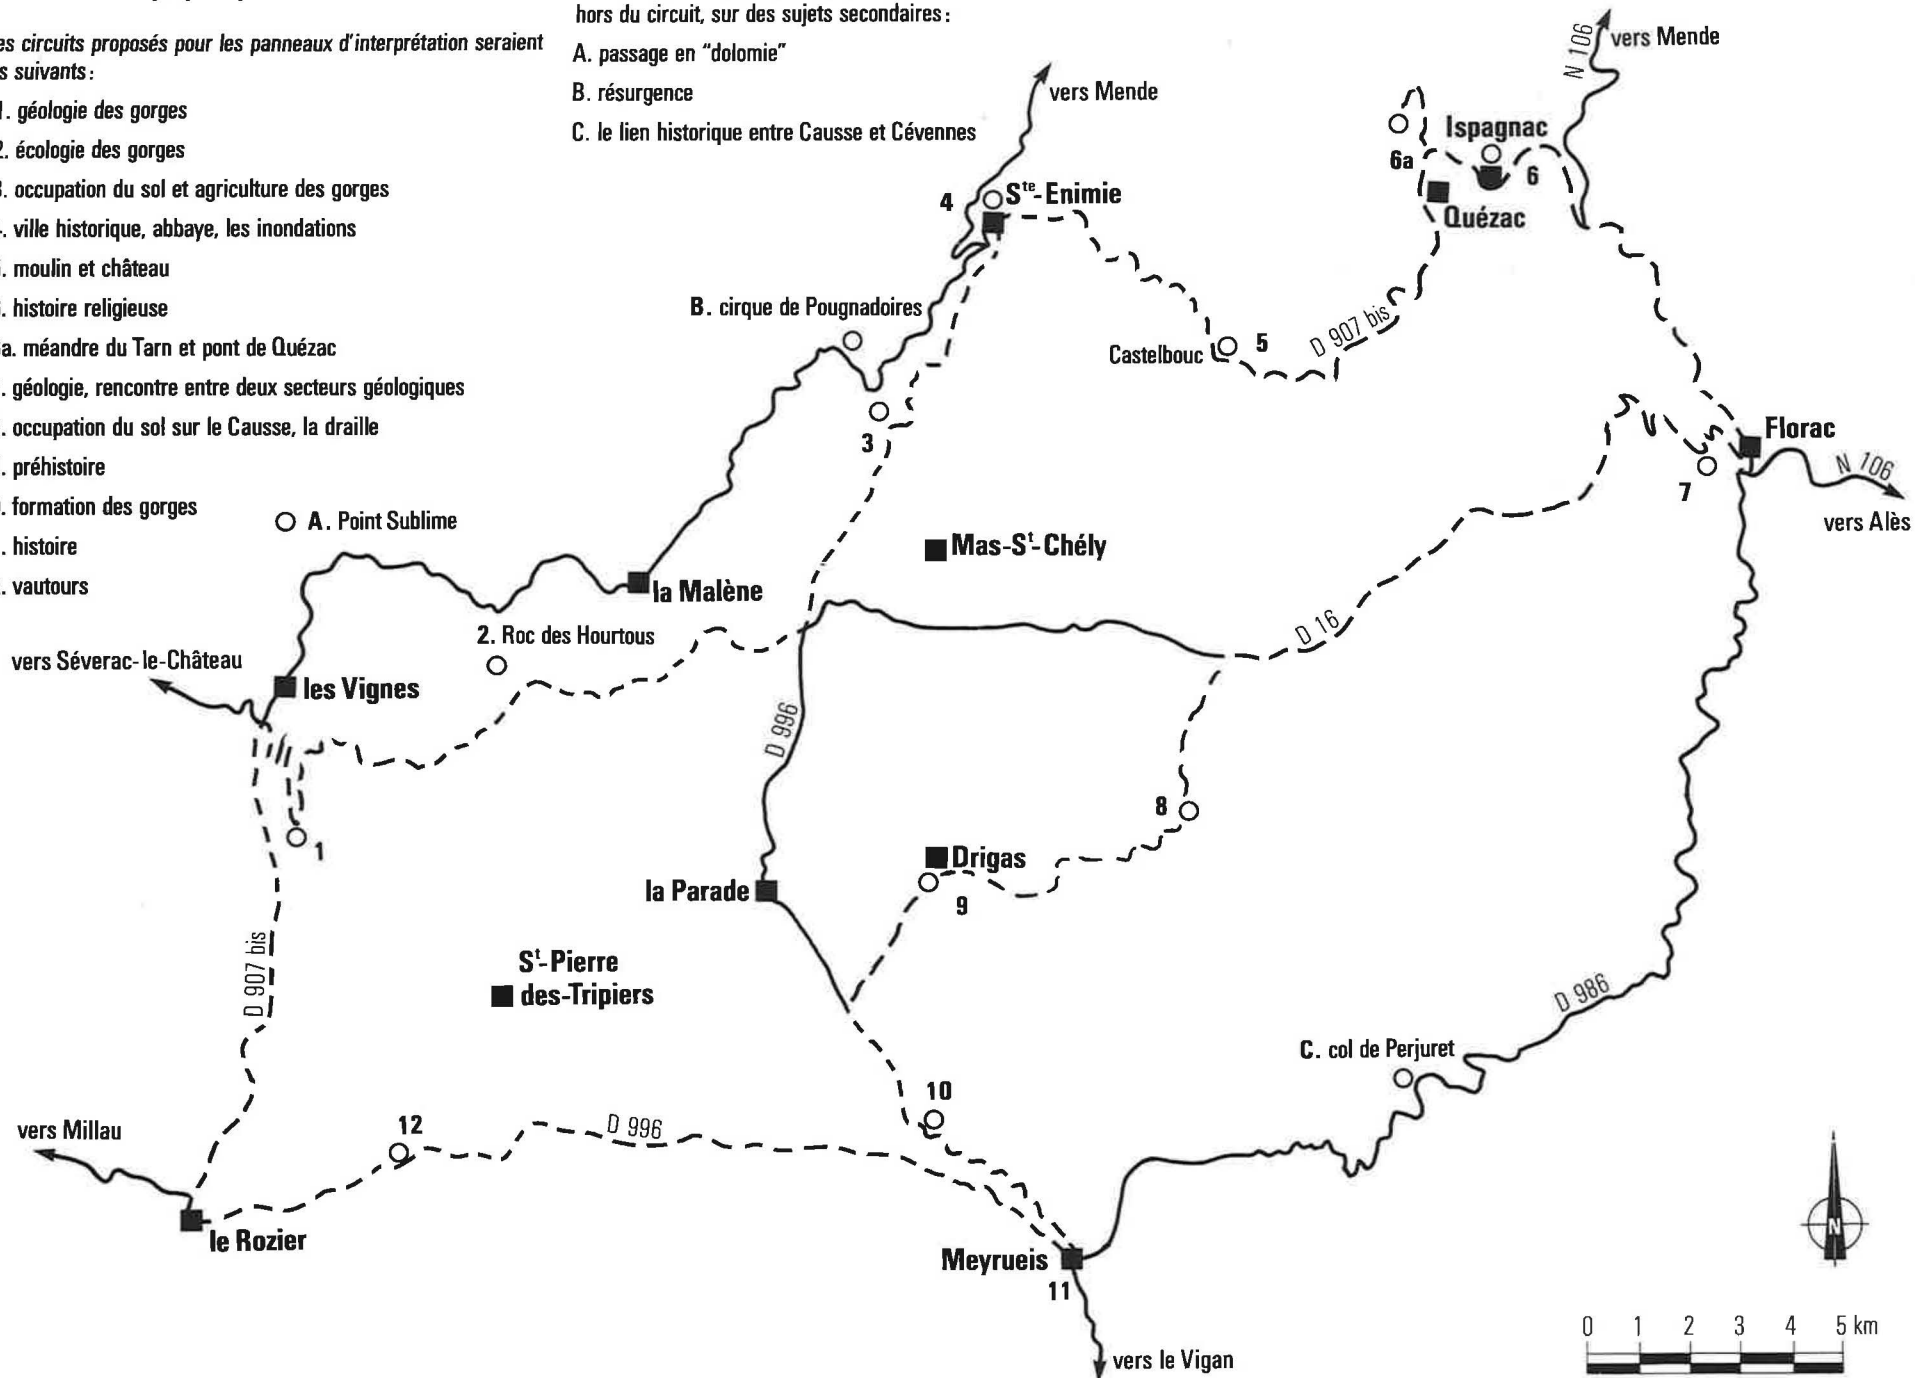 es circuits proposés pour les panneaux d'interprétation seraient
s suivants :
1. géologie des gorges
2. écologie des gorges
3. occupation du sol et agriculture des gorges
. ville historique, abbaye, les inondations
. moulin et château
. histoire religieuse
a. méandre du Tarn et pont de Quézac
. géologie, rencontre entre deux secteurs géologiques
. occupation du sol sur le Causse, la draille
. préhistoire
. formation des gorges
. histoire
. vautours
hors du circuit, sur des sujets secondaires :
A. passage en “dolomie”
B. résurgence
C. le lien historique entre Causse et Cévennes
vers Mende
N 106
vers Mende
Ispagnac
6a
6
Quézac
4
Ste-Enimie
B. cirque de Pougnadoires
Castelbouc
5
D 907 bis
3
Florac
7
N 106
vers Alès
A. Point Sublime
Mas-St-Chély
la Malène
2. Roc des Hourtous
D 16
vers Séverac-le-Château
les Vignes
D 996
1
8
Drigas
9
la Parade
D 907 bis
St-Pierre
des-Tripiers
D 986
C. col de Perjuret
10
12
D 996
vers Millau
le Rozier
Meyrueis
11
vers le Vigan
N
0 1 2 3 4 5 km